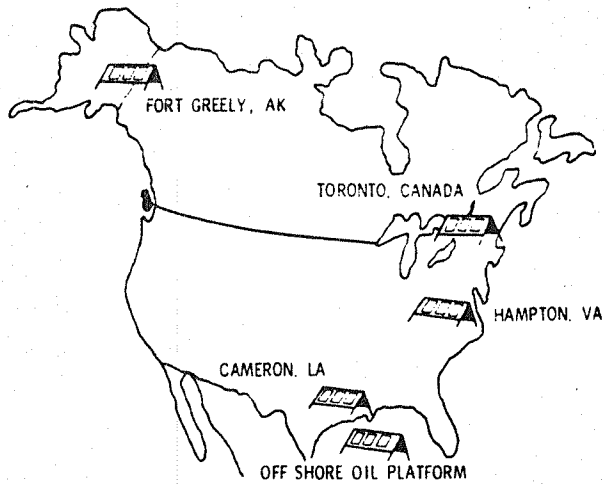 FORT GREELY, AK
TORONTO, CANADA
HAMPTON, VA
CAMERON, LA
OFF SHORE OIL PLATFORM